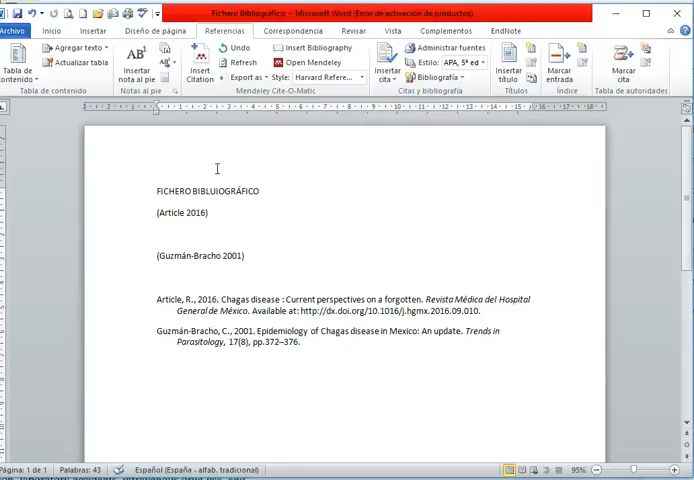 Fichero Bibliográfico - Microsoft Word (Error de activación de productos)
Archivo Inicio Insertar Diseño de página Referencias Correspondencia Revisar Vista Complementos EndNote
Tabla de contenido
Agregar texto
Actualizar tabla
Tabla de contenido
Insertar nota al pie
AB
Notas al pie
Insert Citation
Undo
Refresh
Export as
Insert Bibliography
Open Mendeley
Style: Harvard Refere...
Mendeley Cite-O-Matic
Insertar cita
Administrar fuentes
Estilo: APA, 5ª ed
Bibliografía
Citas y bibliografía
Insertar título
Títulos
Marcar entrada
Índice
Marcar cita
Tabla de autoridades
FICHERO BIBLUIOGRÁFICO
(Article 2016)
(Guzmán-Bracho 2001)
Article, R., 2016. Chagas disease : Current perspectives on a forgotten. Revista Médica del Hospital
General de México. Available at: http://dx.doi.org/10.1016/j.hgmx.2016.09.010.
Guzmán-Bracho, C., 2001. Epidemiology of Chagas disease in Mexico: An update. Trends in
Parasitology, 17(8), pp.372–376.
Página: 1 de 1 Palabras: 43 Español (España - alfab. tradicional) 95%